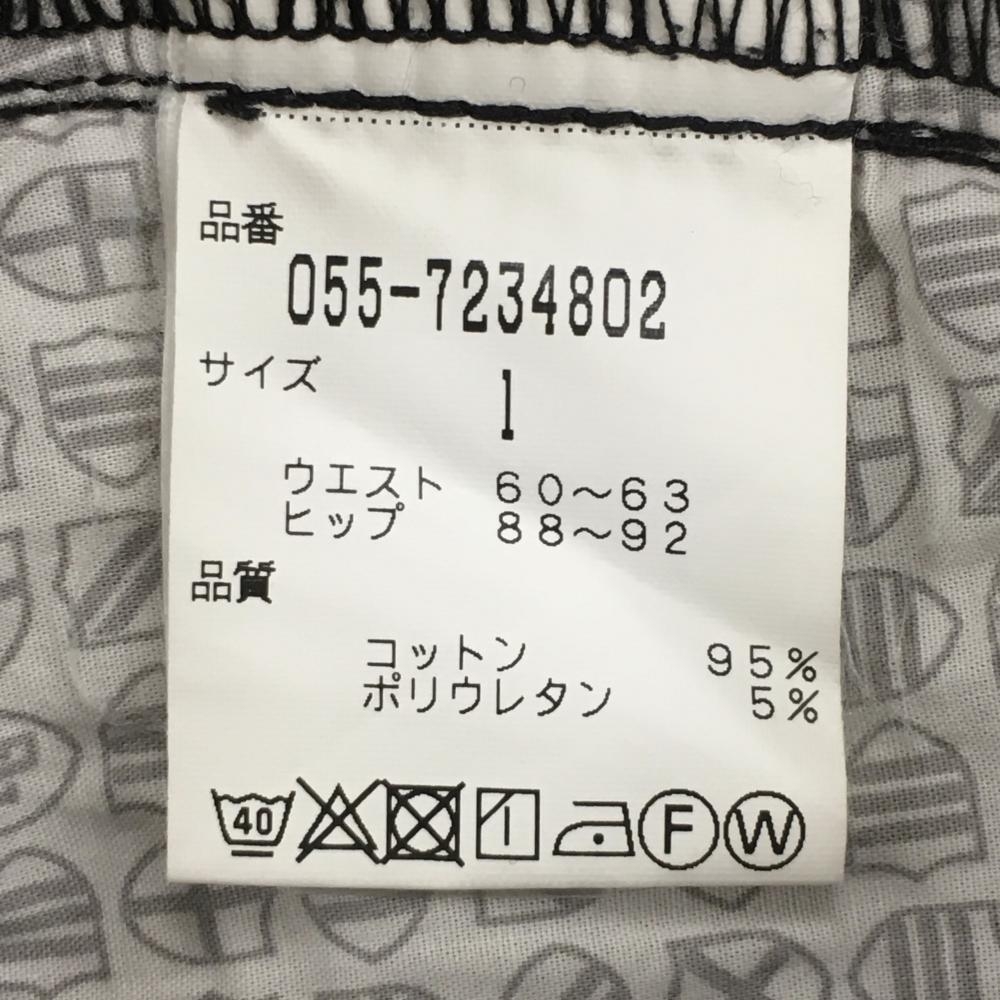 品番
055-7234802
サイズ
1
ウエスト 60〜63
ヒップ 88〜92
品質
コットン 95%
ポリウレタン 5%
40 F W